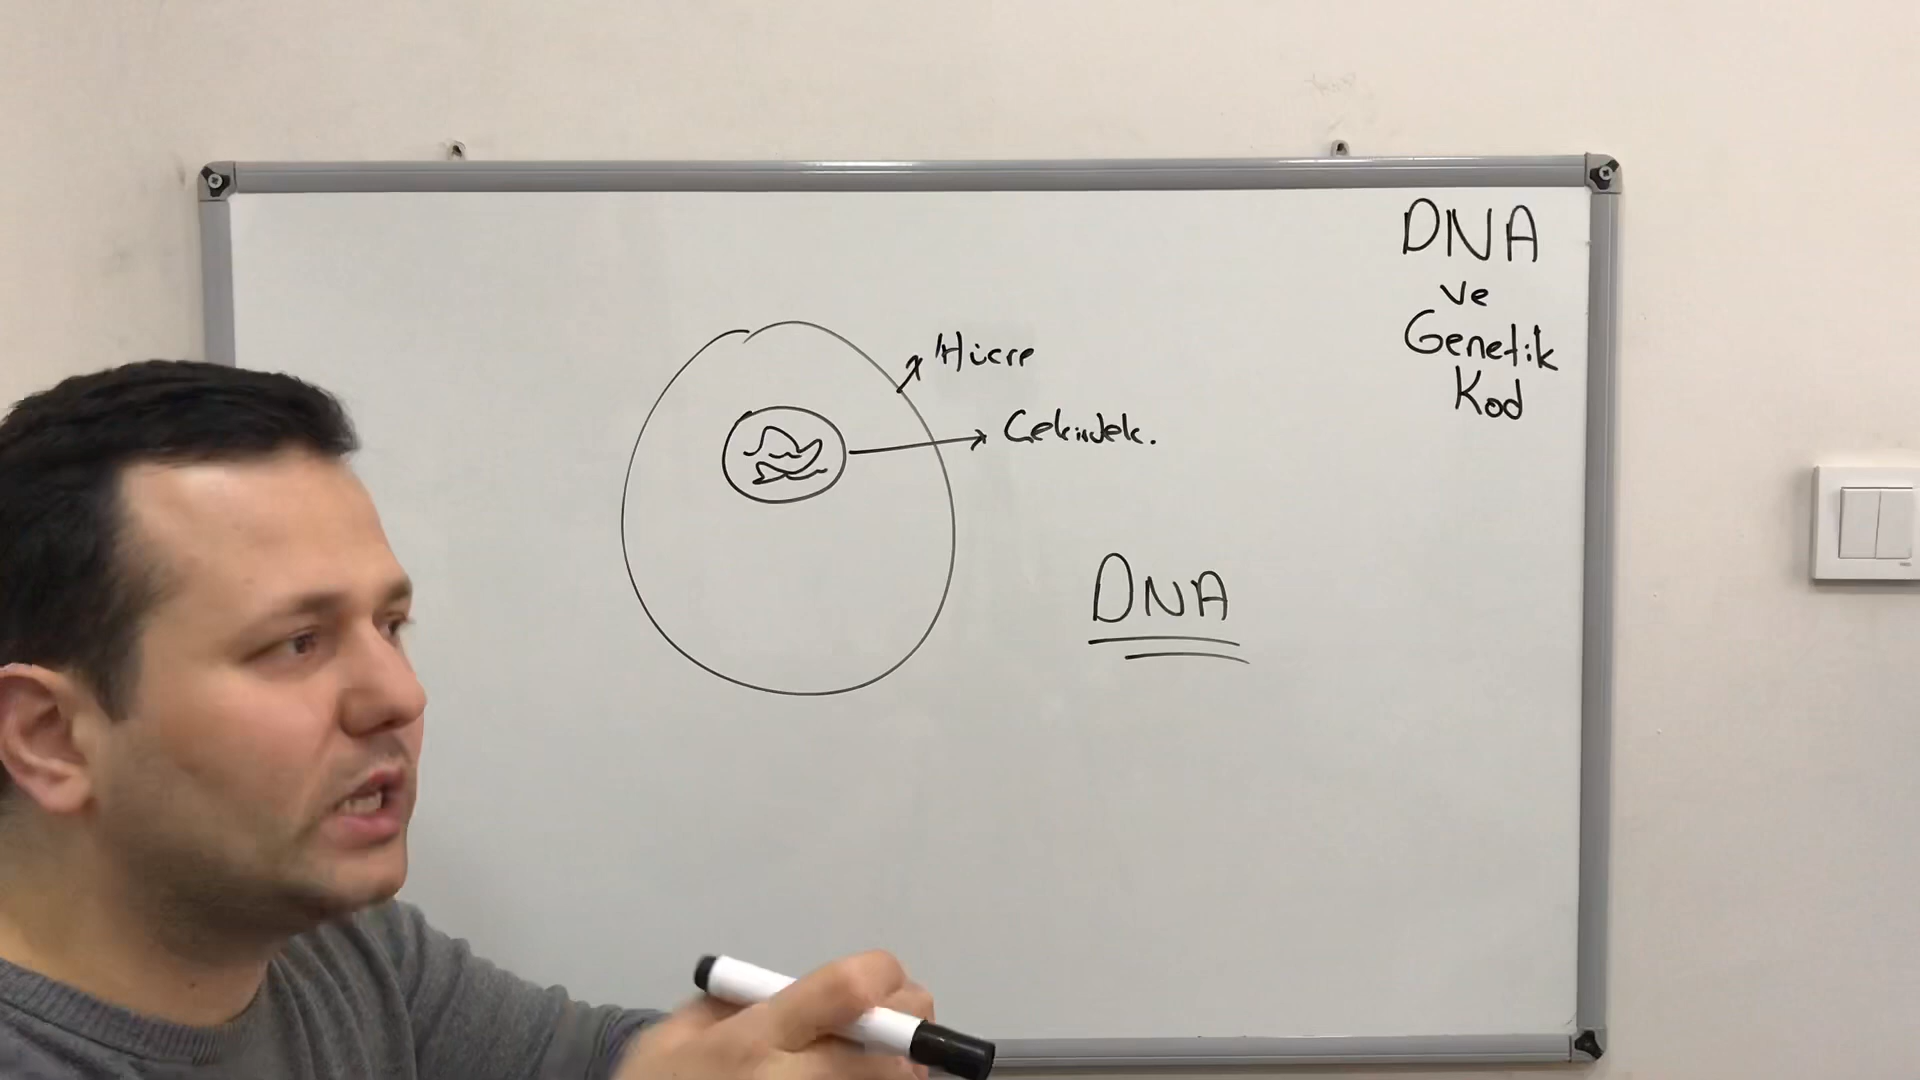 DNA
ve
Genetik
Kod
Hücre
Çekirdek.
DNA